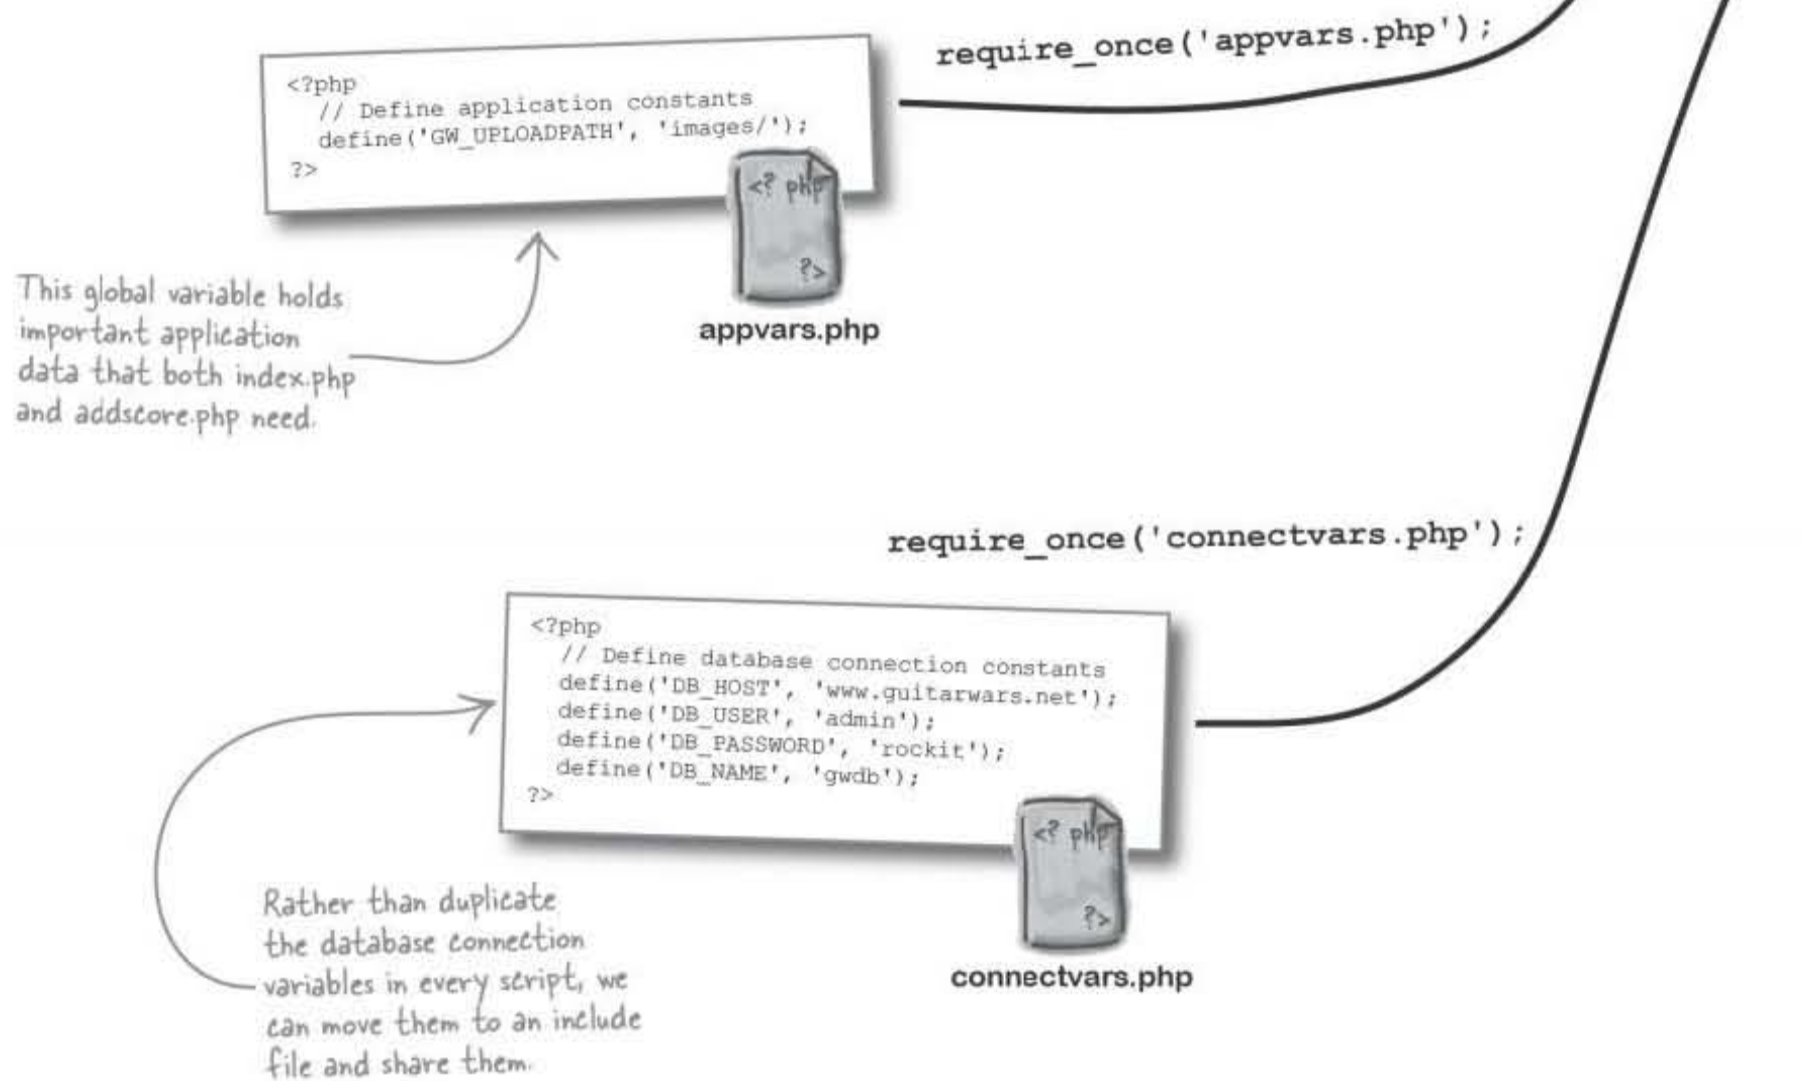 require_once('appvars.php');
<?php
// Define application constants
define('GW_UPLOADPATH', 'images/');
?>
<? php
?>
appvars.php
This global variable holds
important application
data that both index.php
and addscore.php need.
require_once('connectvars.php');
<?php
// Define database connection constants
define('DB_HOST', 'www.guitarwars.net');
define('DB_USER', 'admin');
define('DB_PASSWORD', 'rockit');
define('DB_NAME', 'gwdb');
?>
<? php
?>
connectvars.php
Rather than duplicate
the database connection
variables in every script, we
can move them to an include
file and share them.